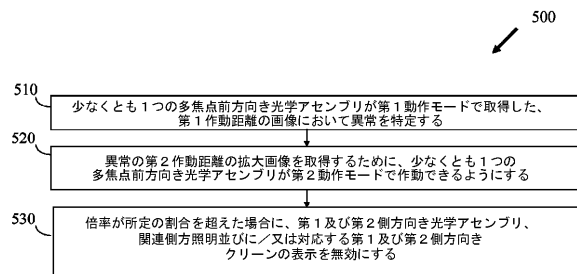 500
510
少なくとも1つの多焦点前方向き光学アセンブリが第1動作モードで取得した、
第1作動距離の画像において異常を特定する
520
異常の第2作動距離の拡大画像を取得するために、少なくとも1つの
多焦点前方向き光学アセンブリが第2動作モードで作動できるようにする
530
倍率が所定の割合を超えた場合に、第1及び第2側方向き光学アセンブリ、
関連側方照明並びに/又は対応する第1及び第2側方向き
クリーンの表示を無効にする